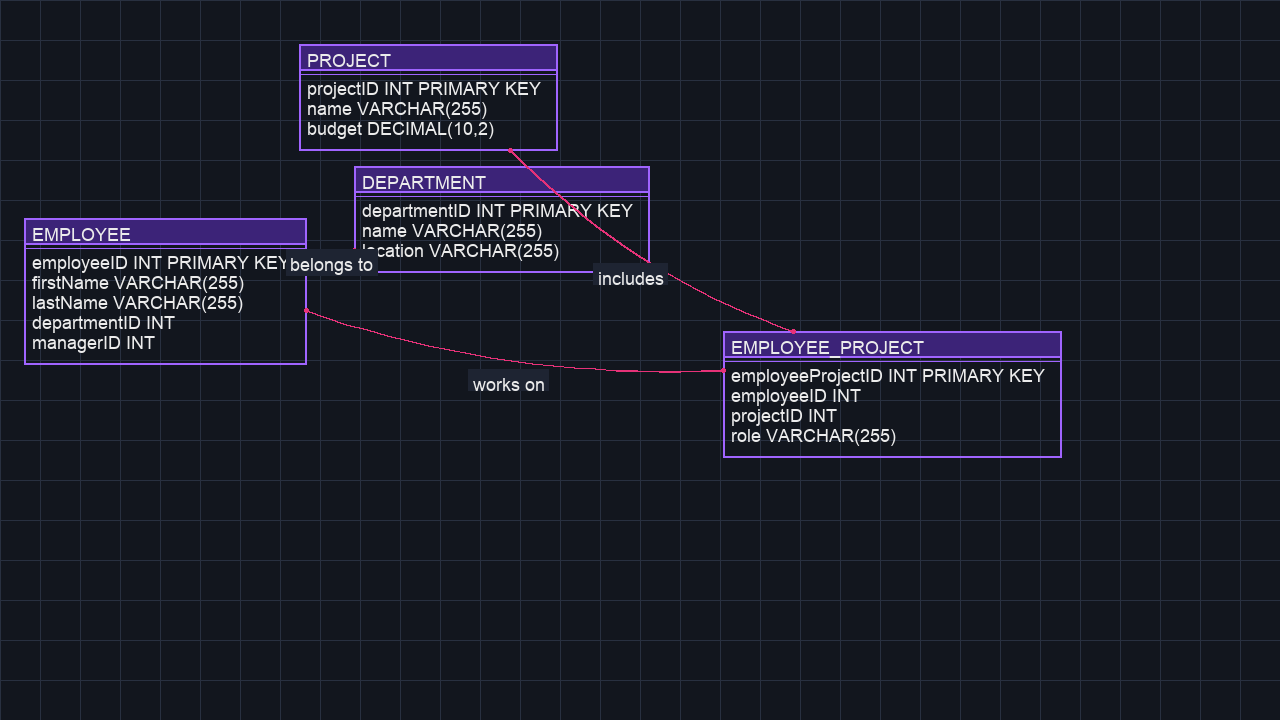 PROJECT
projectID INT PRIMARY KEY
name VARCHAR(255)
budget DECIMAL(10,2)
DEPARTMENT
departmentID INT PRIMARY KEY
name VARCHAR(255)
location VARCHAR(255)
EMPLOYEE
employeeID INT PRIMARY KEY
firstName VARCHAR(255)
lastName VARCHAR(255)
departmentID INT
managerID INT
belongs to
includes
works on
EMPLOYEE_PROJECT
employeeProjectID INT PRIMARY KEY
employeeID INT
projectID INT
role VARCHAR(255)